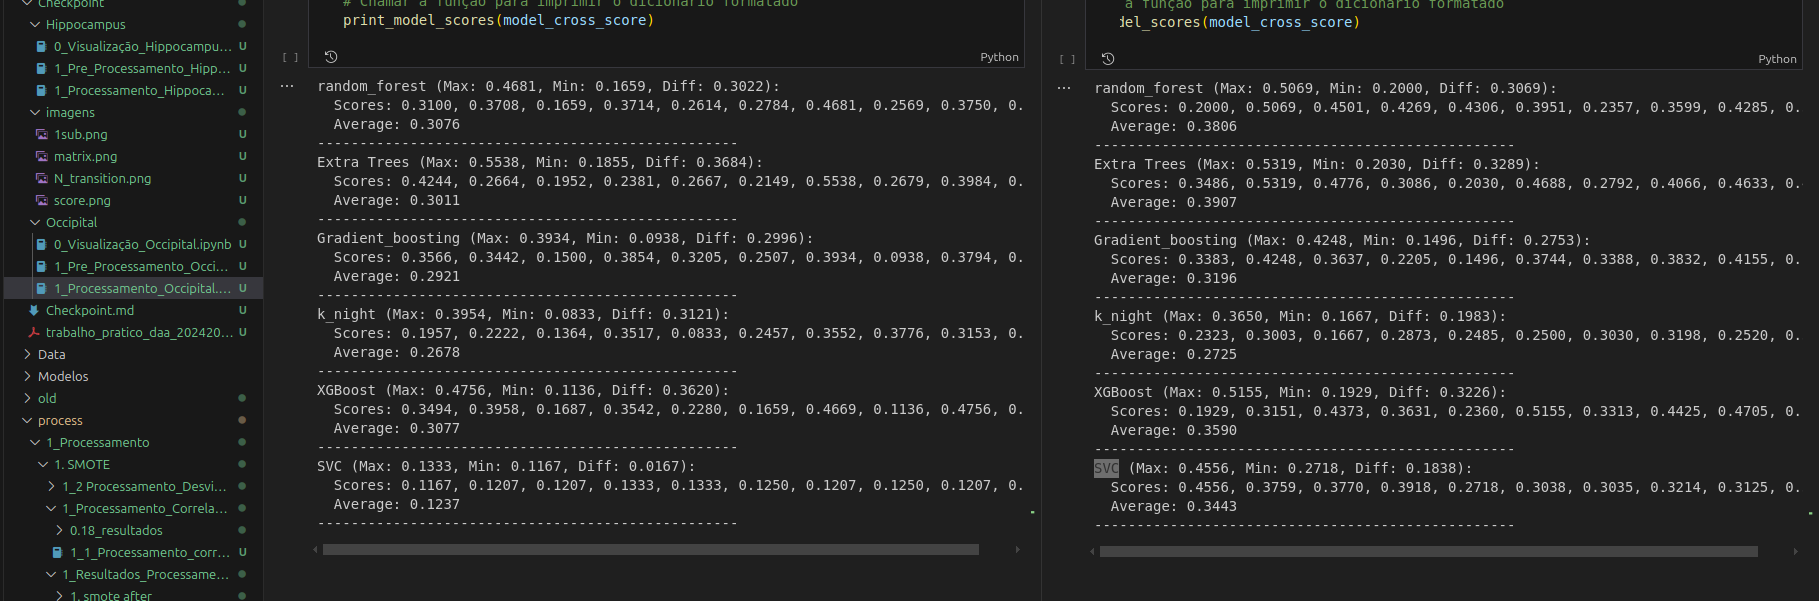 Checkpoint
Hippocampus
0_Visualização_Hippocampu... U
1_Pre_Processamento_Hipp... U
1_Processamento_Hippoca... U
imagens
1sub.png U
matrix.png U
N_transition.png U
score.png U
Occipital
0_Visualização_Occipital.ipynb U
1_Pre_Processamento_Occi... U
1_Processamento_Occipital.... U
Checkpoint.md U
trabalho_pratico_daa_202420... U
Data
Modelos
old
process
1_Processamento
1. SMOTE
1_2 Processamento_Desvi...
1_Processamento_Correla...
0.18_resultados
1_1_Processamento_corr... U
1_Resultados_Processame...
1. smote after
# Chamar a função para imprimir o dicionário formatado
print_model_scores(model_cross_score)
[ ]
Python
...
random_forest (Max: 0.4681, Min: 0.1659, Diff: 0.3022):
Scores: 0.3100, 0.3708, 0.1659, 0.3714, 0.2614, 0.2784, 0.4681, 0.2569, 0.3750, 0.
Average: 0.3076
--------------------------------------------------
Extra Trees (Max: 0.5538, Min: 0.1855, Diff: 0.3684):
Scores: 0.4244, 0.2664, 0.1952, 0.2381, 0.2667, 0.2149, 0.5538, 0.2679, 0.3984, 0.
Average: 0.3011
--------------------------------------------------
Gradient_boosting (Max: 0.3934, Min: 0.0938, Diff: 0.2996):
Scores: 0.3566, 0.3442, 0.1500, 0.3854, 0.3205, 0.2507, 0.3934, 0.0938, 0.3794, 0.
Average: 0.2921
--------------------------------------------------
k_night (Max: 0.3954, Min: 0.0833, Diff: 0.3121):
Scores: 0.1957, 0.2222, 0.1364, 0.3517, 0.0833, 0.2457, 0.3552, 0.3776, 0.3153, 0.
Average: 0.2678
--------------------------------------------------
XGBoost (Max: 0.4756, Min: 0.1136, Diff: 0.3620):
Scores: 0.3494, 0.3958, 0.1687, 0.3542, 0.2280, 0.1659, 0.4669, 0.1136, 0.4756, 0.
Average: 0.3077
--------------------------------------------------
SVC (Max: 0.1333, Min: 0.1167, Diff: 0.0167):
Scores: 0.1167, 0.1207, 0.1207, 0.1333, 0.1333, 0.1250, 0.1207, 0.1250, 0.1207, 0.
Average: 0.1237
--------------------------------------------------
a função para imprimir o dicionário formatado
del_scores(model_cross_score)
[ ]
Python
...
random_forest (Max: 0.5069, Min: 0.2000, Diff: 0.3069):
Scores: 0.2000, 0.5069, 0.4501, 0.4269, 0.4306, 0.3951, 0.2357, 0.3599, 0.4285, 0.
Average: 0.3806
--------------------------------------------------
Extra Trees (Max: 0.5319, Min: 0.2030, Diff: 0.3289):
Scores: 0.3486, 0.5319, 0.4776, 0.3086, 0.2030, 0.4688, 0.2792, 0.4066, 0.4633, 0.
Average: 0.3907
--------------------------------------------------
Gradient_boosting (Max: 0.4248, Min: 0.1496, Diff: 0.2753):
Scores: 0.3383, 0.4248, 0.3637, 0.2205, 0.1496, 0.3744, 0.3388, 0.3832, 0.4155, 0.
Average: 0.3196
--------------------------------------------------
k_night (Max: 0.3650, Min: 0.1667, Diff: 0.1983):
Scores: 0.2323, 0.3003, 0.1667, 0.2873, 0.2485, 0.2500, 0.3030, 0.3198, 0.2520, 0.
Average: 0.2725
--------------------------------------------------
XGBoost (Max: 0.5155, Min: 0.1929, Diff: 0.3226):
Scores: 0.1929, 0.3151, 0.4373, 0.3631, 0.2360, 0.5155, 0.3313, 0.4425, 0.4705, 0.
Average: 0.3590
--------------------------------------------------
SVC (Max: 0.4556, Min: 0.2718, Diff: 0.1838):
Scores: 0.4556, 0.3759, 0.3770, 0.3918, 0.2718, 0.3038, 0.3035, 0.3214, 0.3125, 0.
Average: 0.3443
--------------------------------------------------